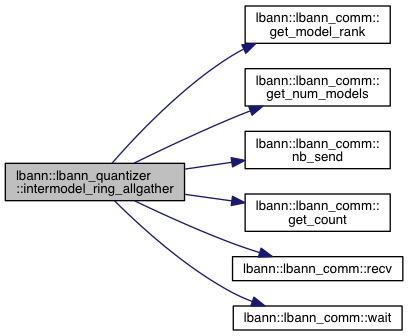 lbann::lbann_quantizer
::intermodel_ring_allgather
lbann::lbann_comm::
get_model_rank
lbann::lbann_comm::
get_num_models
lbann::lbann_comm::
nb_send
lbann::lbann_comm::
get_count
lbann::lbann_comm::recv
lbann::lbann_comm::wait